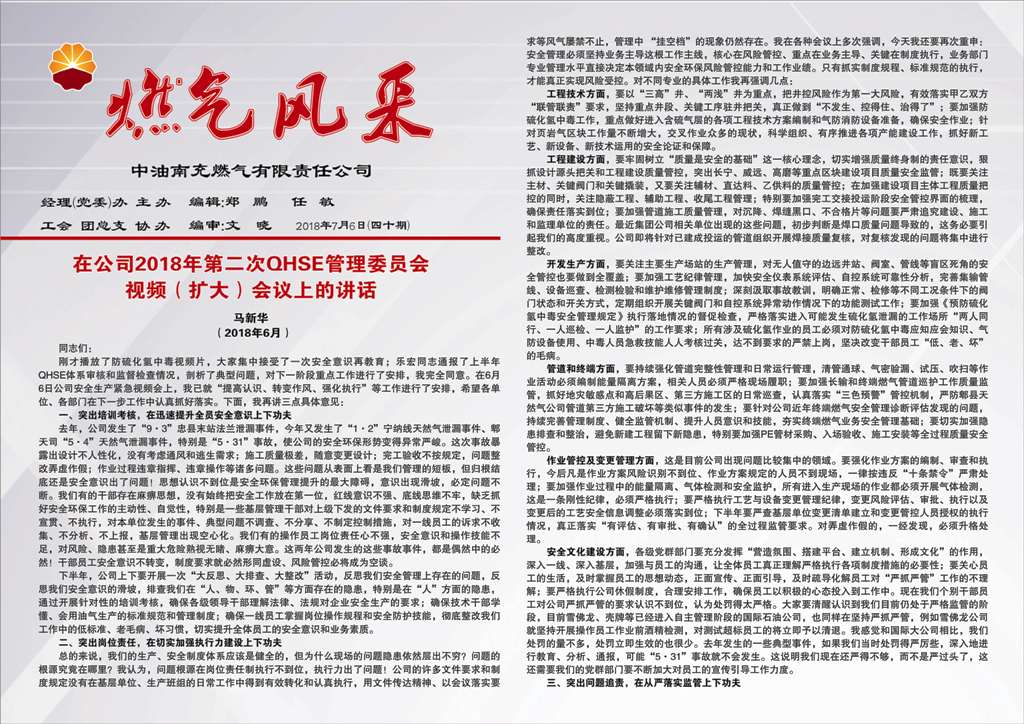 燃气风采
中油南充燃气有限责任公司
经理(党委)办 主 办 编辑:郑 鹏 任 敏
工会 团总支 协 办 编审:文 晓 2018年7月6日(四十期)
在公司2018年第二次QHSE管理委员会
视频（扩大）会议上的讲话
马新华
（2018年6月）
同志们：
刚才播放了防硫化氢中毒视频片，大家集中接受了一次安全意识再教育；乐宏同志通报了上半年
QHSE体系审核和监督检查情况，剖析了典型问题，对下一阶段重点工作进行了安排，我完全同意。在6月
6日公司安全生产紧急视频会上，我已就“提高认识、转变作风、强化执行”等工作进行了安排，希望各单
位、各部门在下一步工作中认真抓好落实。下面，我再讲三点具体意见：
一、突出培训考核，在迅速提升全员安全意识上下功夫
去年，公司发生了“9·3”忠县末站法兰泄漏事件，今年又发生了“1·2”宁纳线天然气泄漏事件、郫
天司“5·4”天然气泄漏事件，特别是“5·31”事故，使公司的安全环保形势变得异常严峻。这次事故暴
露出设计不人性化，没有考虑通风和逃生需求；施工质量极差，随意变更设计；完工验收不按规定，问题整
改弄虚作假；作业过程违章指挥、违章操作等诸多问题。这些问题从表面上看是我们管理的短板，但归根结
底还是安全意识出了问题！思想认识不到位是安全环保管理提升的最大障碍，意识出现滑坡，必定问题不
断。我们有的干部存在麻痹思想，没有始终把安全工作放在第一位，红线意识不强、底线思维不牢，缺乏抓
好安全环保工作的主动性、自觉性，特别是一些基层管理干部对上级下发的文件要求和制度规定不学习、不
宣贯、不执行，对本单位发生的事件、典型问题不调查、不分享、不制定控制措施，对一线员工的诉求不收
集、不分析、不上报，基层管理出现空心化。我们有的操作员工岗位责任心不强，安全意识和操作技能不
足，对风险、隐患甚至是重大危险熟视无睹、麻痹大意。这两年公司发生的这些事故事件，都是偶然中的必
然！干部员工安全意识不转变，制度要求就必然形同虚设、风险管控必将成为空谈。
下半年，公司上下要开展一次“大反思、大排查、大整改”活动，反思我们安全管理上存在的问题，反
思我们安全意识的滑坡，排查我们在“人、物、环、管”等方面存在的隐患，特别是在“人”方面的隐患，
通过开展针对性的培训考核，确保各级领导干部理解法律、法规对企业安全生产的要求；确保技术干部学
懂、会用油气生产的标准规范和管理制度；确保一线员工掌握岗位操作规程和安全防护技能，彻底整改我们
工作中的低标准、老毛病、坏习惯，切实提升全体员工的安全意识和业务素质。
二、突出岗位责任，在切实加强执行力建设上下功夫
总的来说，我们的生产、安全制度体系应该是健全的，但为什么现场的问题隐患依然层出不穷？问题的
根源究竟在哪里？我认为，问题根源在岗位责任制执行不到位，执行力出了问题！公司的许多文件要求和制
度规定没有在基层单位、生产班组的日常工作中得到有效转化和认真执行，用文件传达精神、以会议落实要
求等风气屡禁不止，管理中“挂空档”的现象仍然存在。我在各种会议上多次强调，今天我还要再次重申：
安全管理必须坚持业务主导这根工作主线，核心在风险管控、重点在业务主导、关键在制度执行，业务部门
专业管理水平直接决定本领域内安全环保风险管控能力和工作业绩。只有抓实制度规程、标准规范的执行，
才能真正实现风险受控。对不同专业的具体工作我再强调几点：
工程技术方面，要以“三高”井、“两浅”井为重点，把井控风险作为第一大风险，有效落实甲乙双方
“联管联责”要求，坚持重点井段、关键工序驻井把关，真正做到“不发生、控得住、治得了”；要加强防
硫化氢中毒工作，重点做好进入含硫气层的各项工程技术方案编制和气防消防设备准备，确保安全作业；针
对页岩气区块工作量不断增大，交叉作业众多的现状，科学组织、有序推进各项产能建设工作，抓好新工
艺、新设备、新技术运用的安全论证和保障。
工程建设方面，要牢固树立“质量是安全的基础”这一核心理念，切实增强质量终身制的责任意识，狠
抓设计源头把关和工程建设质量管控，突出长宁、威远、高磨等重点区块建设项目质量安全监管；既要关注
主材、关键阀门和关键撬装，又要关注辅材、直达料、乙供料的质量管控；在加强建设项目主体工程质量把
控的同时，关注隐蔽工程、辅助工程、收尾工程管理；特别要加强完工交接投运阶段安全管控界面的梳理，
确保责任落实到位；要加强管道施工质量管理，对沉降、焊缝黑口、不合格片等问题要严肃追究建设、施工
和监理单位的责任。最近集团公司相关单位出现的这些问题，初步判断是焊口质量问题导致的，这务必要引
起我们的高度重视。公司即将针对已建成投运的管道组织开展焊接质量复核，对复核发现的问题将集中进行
整改。
开发生产方面，要关注主要生产场站的生产管理，对无人值守的边远井站、阀室、管线等盲区死角的安
全管控也要做到全覆盖；要加强工艺纪律管理，加快安全仪表系统评估、自控系统可靠性分析，完善集输管
线、设备巡查、检测检验和维护维修管理制度；深刻汲取事故教训，明确正常、检修等不同工况条件下的阀
门状态和开关方式，定期组织开展关键阀门和自控系统异常动作情况下的功能测试工作；要加强《预防硫化
氢中毒安全管理规定》执行落地情况的督促检查，严格落实进入可能发生硫化氢泄漏的工作场所“两人同
行、一人巡检、一人监护”的工作要求；所有涉及硫化氢作业的员工必须对防硫化氢中毒应知应会知识、气
防设备使用、中毒人员急救技能人人考核过关，达不到要求的严禁上岗，坚决改变干部员工“低、老、坏”
的毛病。
管道和终端方面，要持续强化管道完整性管理和日常运行管理，清管通球、气密验漏、试压、吹扫等作
业活动必须编制能量隔离方案，相关人员必须严格现场履职；要加强长输和终端燃气管道巡护工作质量监
管，抓好地灾敏感点和高后果区、第三方施工区的日常巡查，认真落实“三色预警”管控机制，严防郫县天
然气公司管道第三方施工破坏等类似事件的发生；要针对公司近年终端燃气安全管理诊断评估发现的问题，
持续完善管理制度、健全监管机制、提升人员意识和技能，夯实终端燃气业务安全管理基础；要切实加强隐
患排查和整治，避免新建工程留下新隐患，特别要加强PE管材采购、入场验收、施工安装等全过程质量安全
管控。
作业管控及变更管理方面，这是目前公司出现问题比较集中的领域。要强化作业方案的编制、审查和执
行，今后凡是作业方案风险识别不到位、作业方案规定的人员不到现场，一律按违反“十条禁令”严肃处
理；要加强作业过程中的能量隔离、气体检测和安全监护，所有进入生产现场的作业都必须开展气体检测，
这是一条刚性纪律，必须严格执行；要严格执行工艺与设备变更管理纪律，变更风险评估、审批、执行以及
变更后的工艺安全信息调整必须落实到位；下半年要严查基层单位变更清单建立和变更管控人员授权的执行
情况，真正落实“有评估、有审批、有确认”的全过程监管要求。对弄虚作假的，一经发现，必须升格处
理。
安全文化建设方面，各级党群部门要充分发挥“营造氛围、搭建平台、建立机制、形成文化”的作用，
深入一线、深入基层，加强与员工的沟通，让全体员工真正理解严格执行各项制度措施的必要性；要关心员
工的生活，及时掌握员工的思想动态，正面宣传、正面引导，及时疏导化解员工对“严抓严管”工作的不理
解；要严格执行公司休假制度，合理安排工作，确保员工以积极的心态投入到工作中。现在我们个别干部员
工对公司严抓严管的要求认识不到位，认为处罚得太严格。大家要清醒认识到我们目前仍处于严格监管的阶
段，目前雪佛龙、壳牌等已经进入自主管理阶段的国际石油公司，也同样在坚持严抓严管，例如雪佛龙公司
就坚持开展操作员工作业前酒精检测，对测试超标员工的将立即予以清退。我感觉和国际大公司相比，我们
处罚的量不多，处罚立即生效的也很少。去年发生的一些典型事件，如果我们当时处罚得严厉些，深入地进
行教育、分析、通报，可能“5·31”事故就不会发生。这说明我们现在还严得不够，而不是严过头了，这
还需要我们的党群部门要不断加大对员工的宣传引导工作力度。
三、突出问题追责，在从严落实监管上下功夫